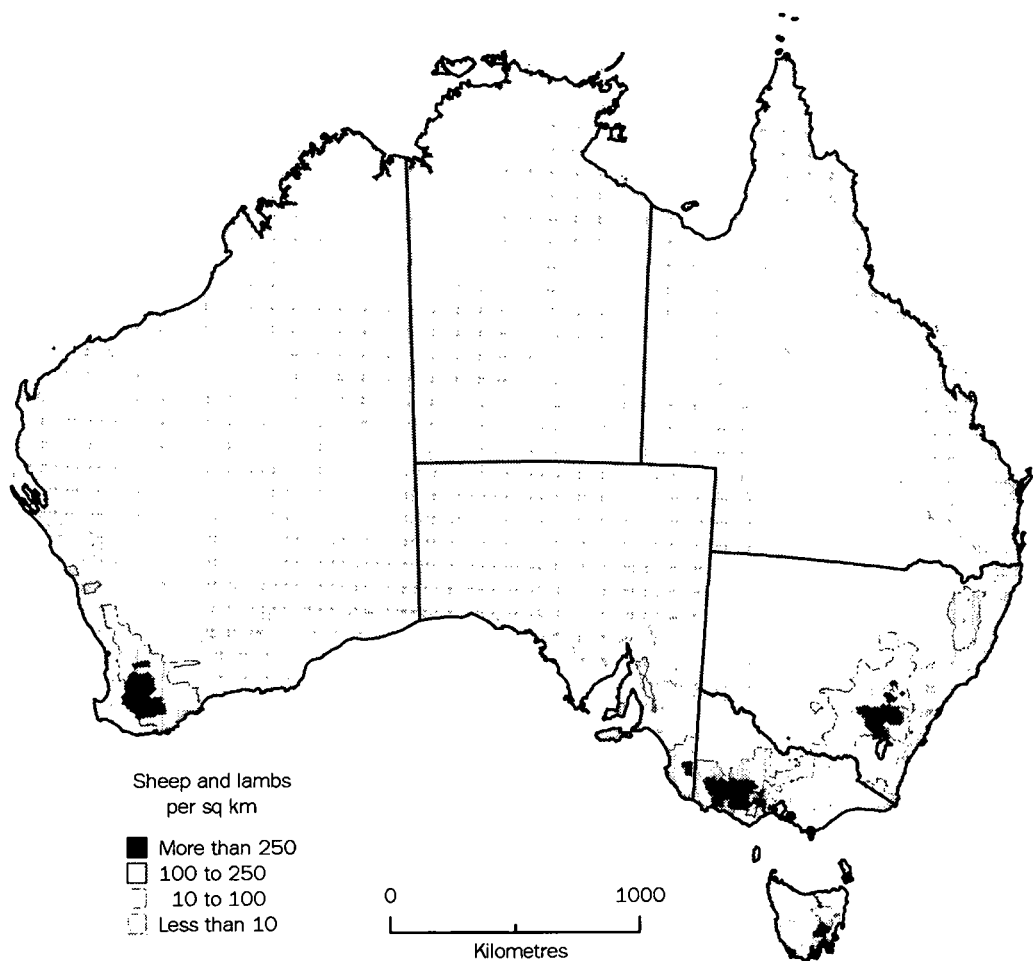 Sheep and lambs
per sq km
More than 250
100 to 250
10 to 100
Less than 10
0 1000
Kilometres